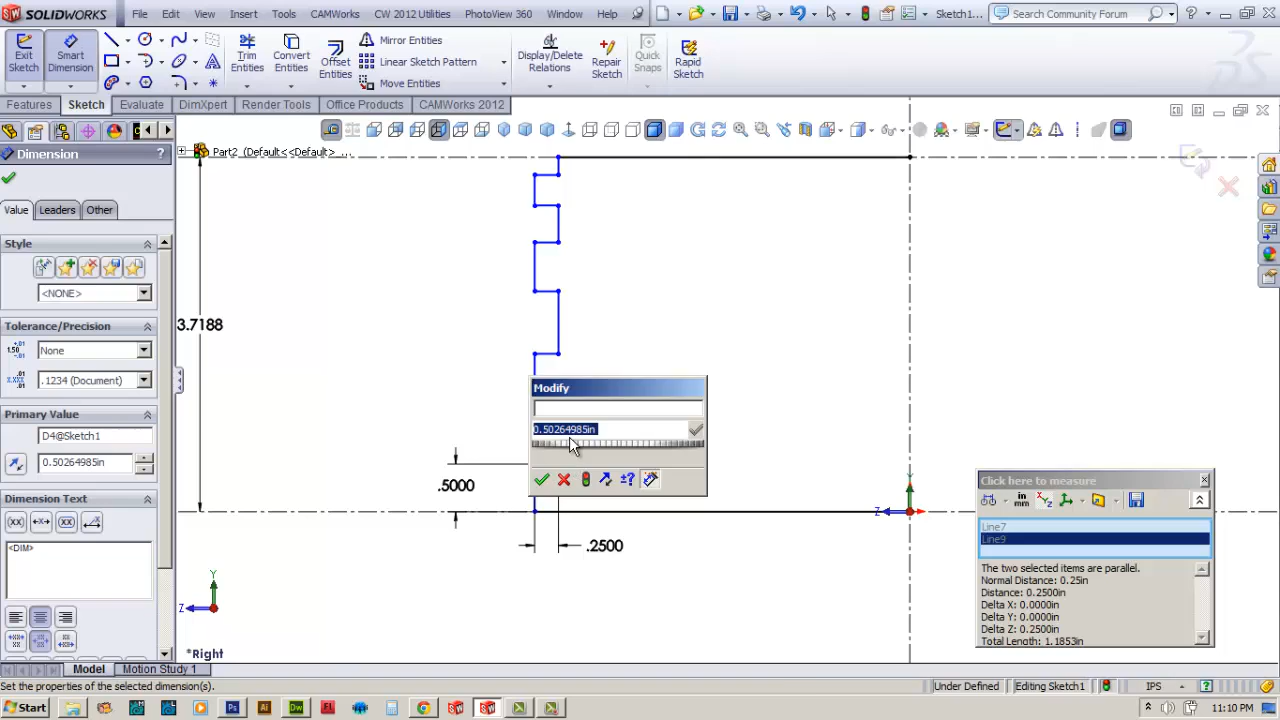 SOLIDWORKS File Edit View Insert Tools CAMWorks CW 2012 Utilities PhotoView 360 Window Help Sketch1... Search Community Forum
Exit Sketch Smart Dimension Trim Entities Convert Entities Offset Entities Mirror Entities Linear Sketch Pattern Move Entities Display/Delete Relations Repair Sketch Quick Snaps Rapid Sketch
Features Sketch Evaluate DimXpert Render Tools Office Products CAMWorks 2012
Dimension ?
Part2 (Default<<Default> ...
Value Leaders Other
Style
<NONE>
Tolerance/Precision
None
.1234 (Document)
Primary Value
D4@Sketch1
0.50264985in
Dimension Text
<DIM>
3.7188
Modify
0.50264985in
.5000
.2500
Y
Z
Y
Z
*Right
Click here to measure
in
mm
Line7
Line9
The two selected items are parallel.
Normal Distance: 0.25in
Distance: 0.2500in
Delta X: 0.0000in
Delta Y: 0.0000in
Delta Z: 0.2500in
Total Length: 1.1853in
Model Motion Study 1
Set the properties of the selected dimension(s). Under Defined Editing Sketch1 IPS
Start 11:10 PM